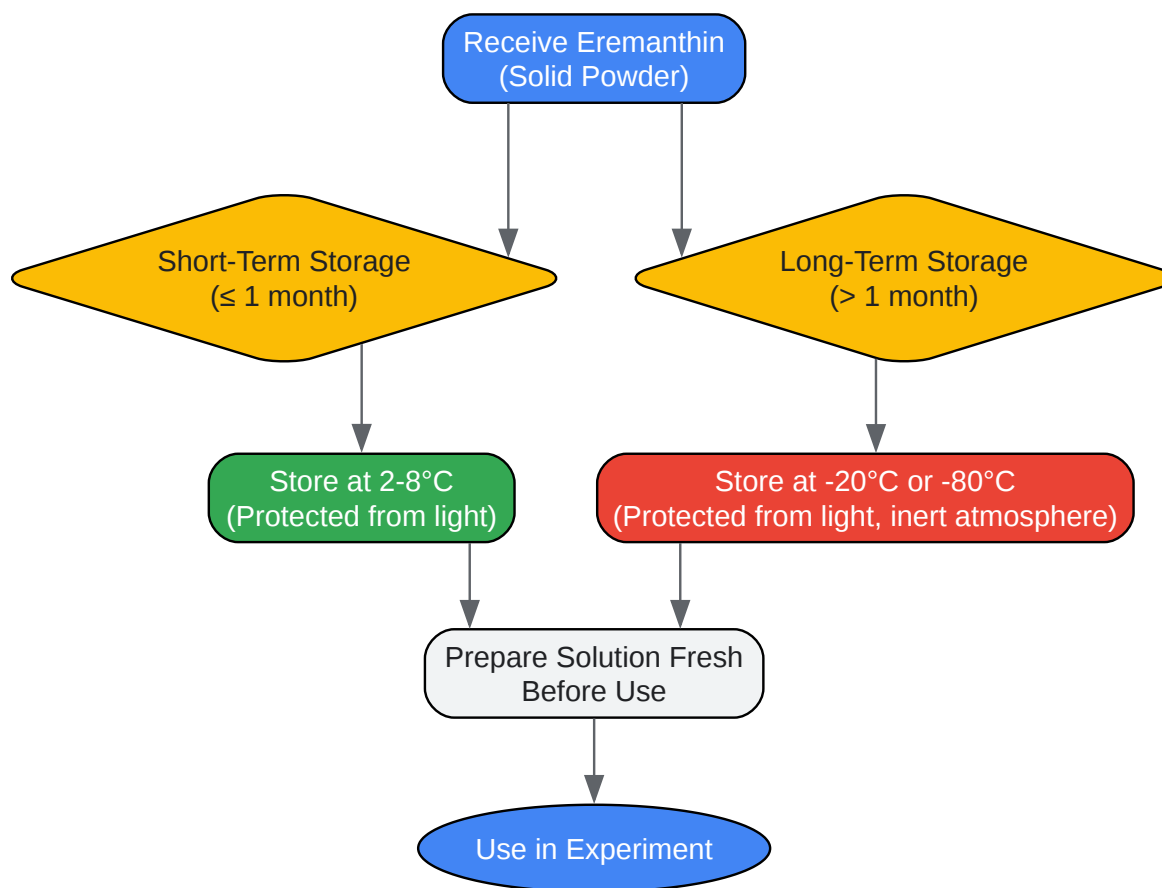 Receive Eremanthin
(Solid Powder)
Short-Term Storage
(≤ 1 month)
Long-Term Storage
(> 1 month)
Store at 2-8°C
(Protected from light)
Store at -20°C or -80°C
(Protected from light, inert atmosphere)
Prepare Solution Fresh
Before Use
Use in Experiment